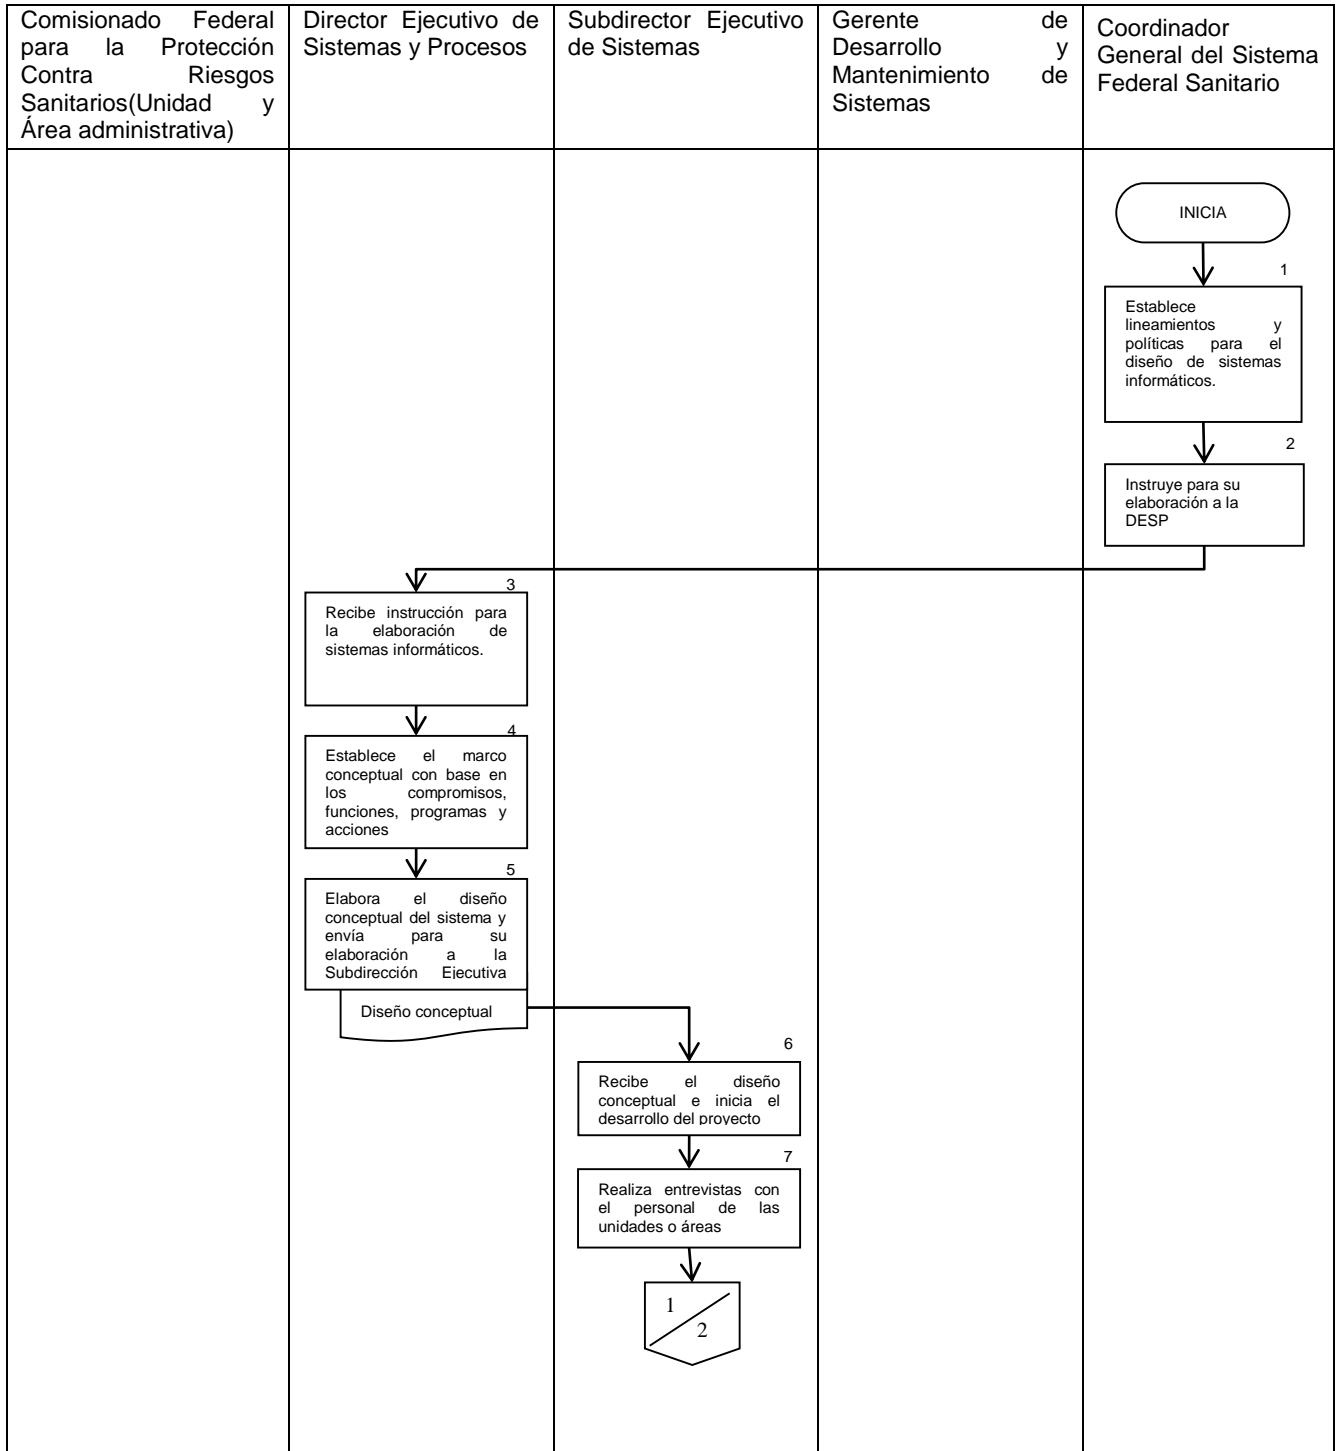 Comisionado Federal
para la Protección
Contra Riesgos
Sanitarios(Unidad y
Área administrativa)
Director Ejecutivo de
Sistemas y Procesos
Subdirector Ejecutivo
de Sistemas
Gerente de
Desarrollo y
Mantenimiento de
Sistemas
Coordinador
General del Sistema
Federal Sanitario
INICIA
1
Establece
lineamientos y
políticas para el
diseño de sistemas
informáticos.
2
Instruye para su
elaboración a la
DESP
3
Recibe instrucción para
la elaboración de
sistemas informáticos.
4
Establece el marco
conceptual con base en
los compromisos,
funciones, programas y
acciones
5
Elabora el diseño
conceptual del sistema y
envía para su
elaboración a la
Subdirección Ejecutiva
Diseño conceptual
6
Recibe el diseño
conceptual e inicia el
desarrollo del proyecto
7
Realiza entrevistas con
el personal de las
unidades o áreas
1
2